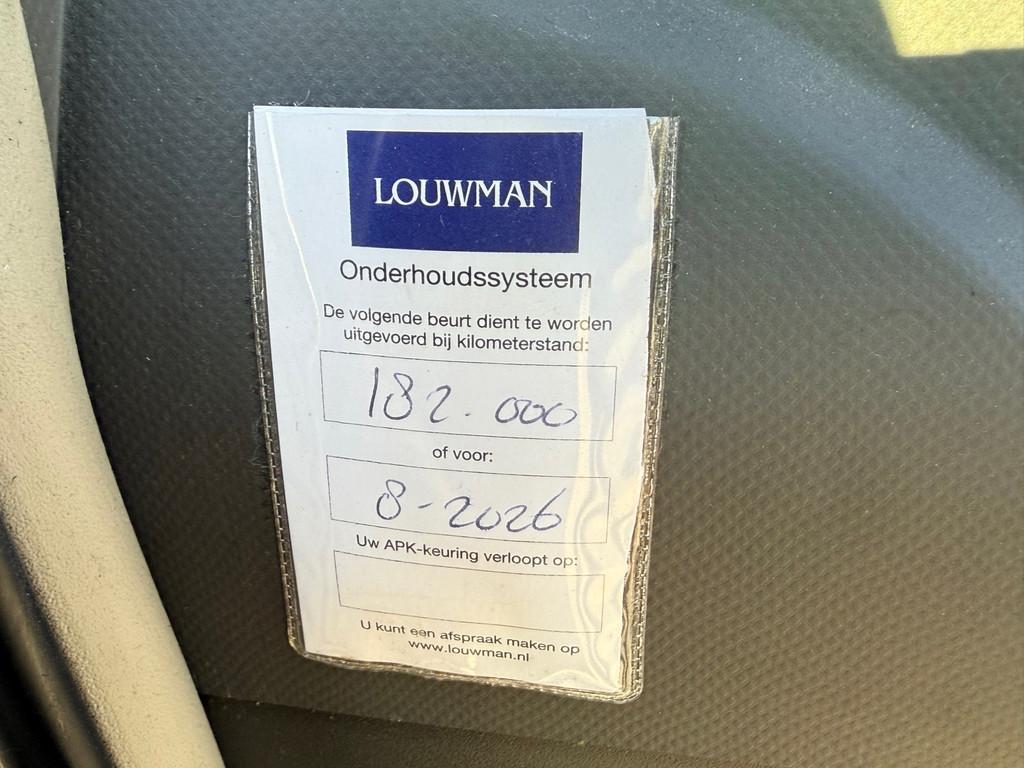 LOUWMAN
Onderhoudssysteem
De volgende beurt dient te worden
uitgevoerd bij kilometerstand:
182.000
of voor:
8-2026
Uw APK-keuring verloopt op:
U kunt een afspraak maken op
www.louwman.nl